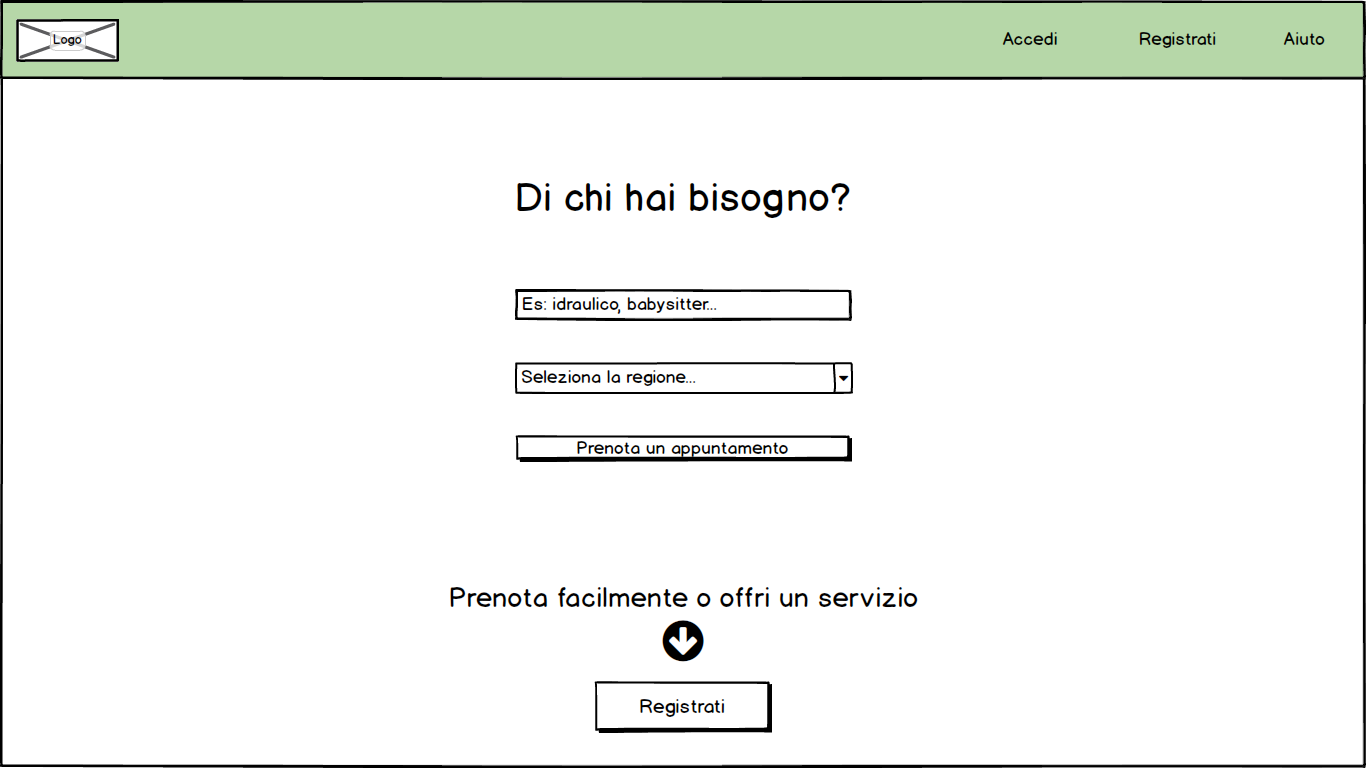 Logo
Accedi
Registrati
Aiuto
Di chi hai bisogno?
Es: idraulico, babysitter...
Seleziona la regione...
Prenota un appuntamento
Prenota facilmente o offri un servizio
Registrati